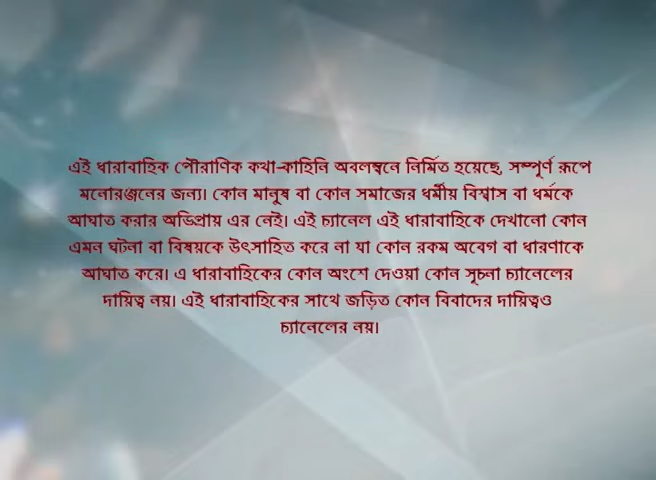 এই ধারাবাহিক পৌরাণিক কথা-কাহিনি অবলম্বনে নির্মিত হয়েছে, সম্পূর্ণ রূপে
মনোরঞ্জনের জন্য। কোন মানুষ বা কোন সমাজের ধর্মীয় বিশ্বাস বা ধর্মকে
আঘাত করার অভিপ্রায় এর নেই। এই চ্যানেল এই ধারাবাহিকে দেখানো কোন
এমন ঘটনা বা বিষয়কে উৎসাহিত করে না যা কোন রকম অবেগ বা ধারণাকে
আঘাত করে। এ ধারাবাহিকের কোন অংশে দেওয়া কোন সূচনা চ্যানেলের
দায়িত্ব নয়। এই ধারাবাহিকের সাথে জড়িত কোন বিবাদের দায়িত্বও
চ্যানেলের নয়।